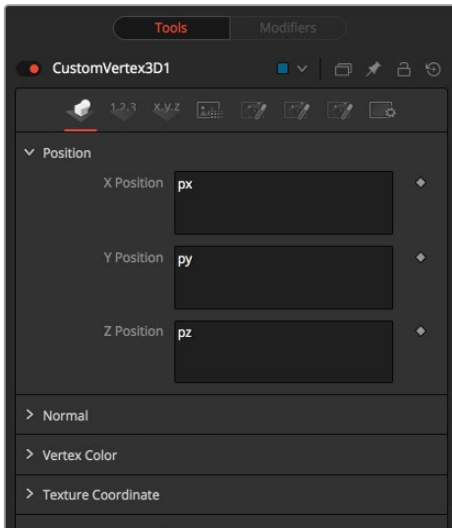 Tools Modifiers
CustomVertex3D1
1,2,3 x,y,z
Position
X Position px
Y Position py
Z Position pz
Normal
Vertex Color
Texture Coordinate